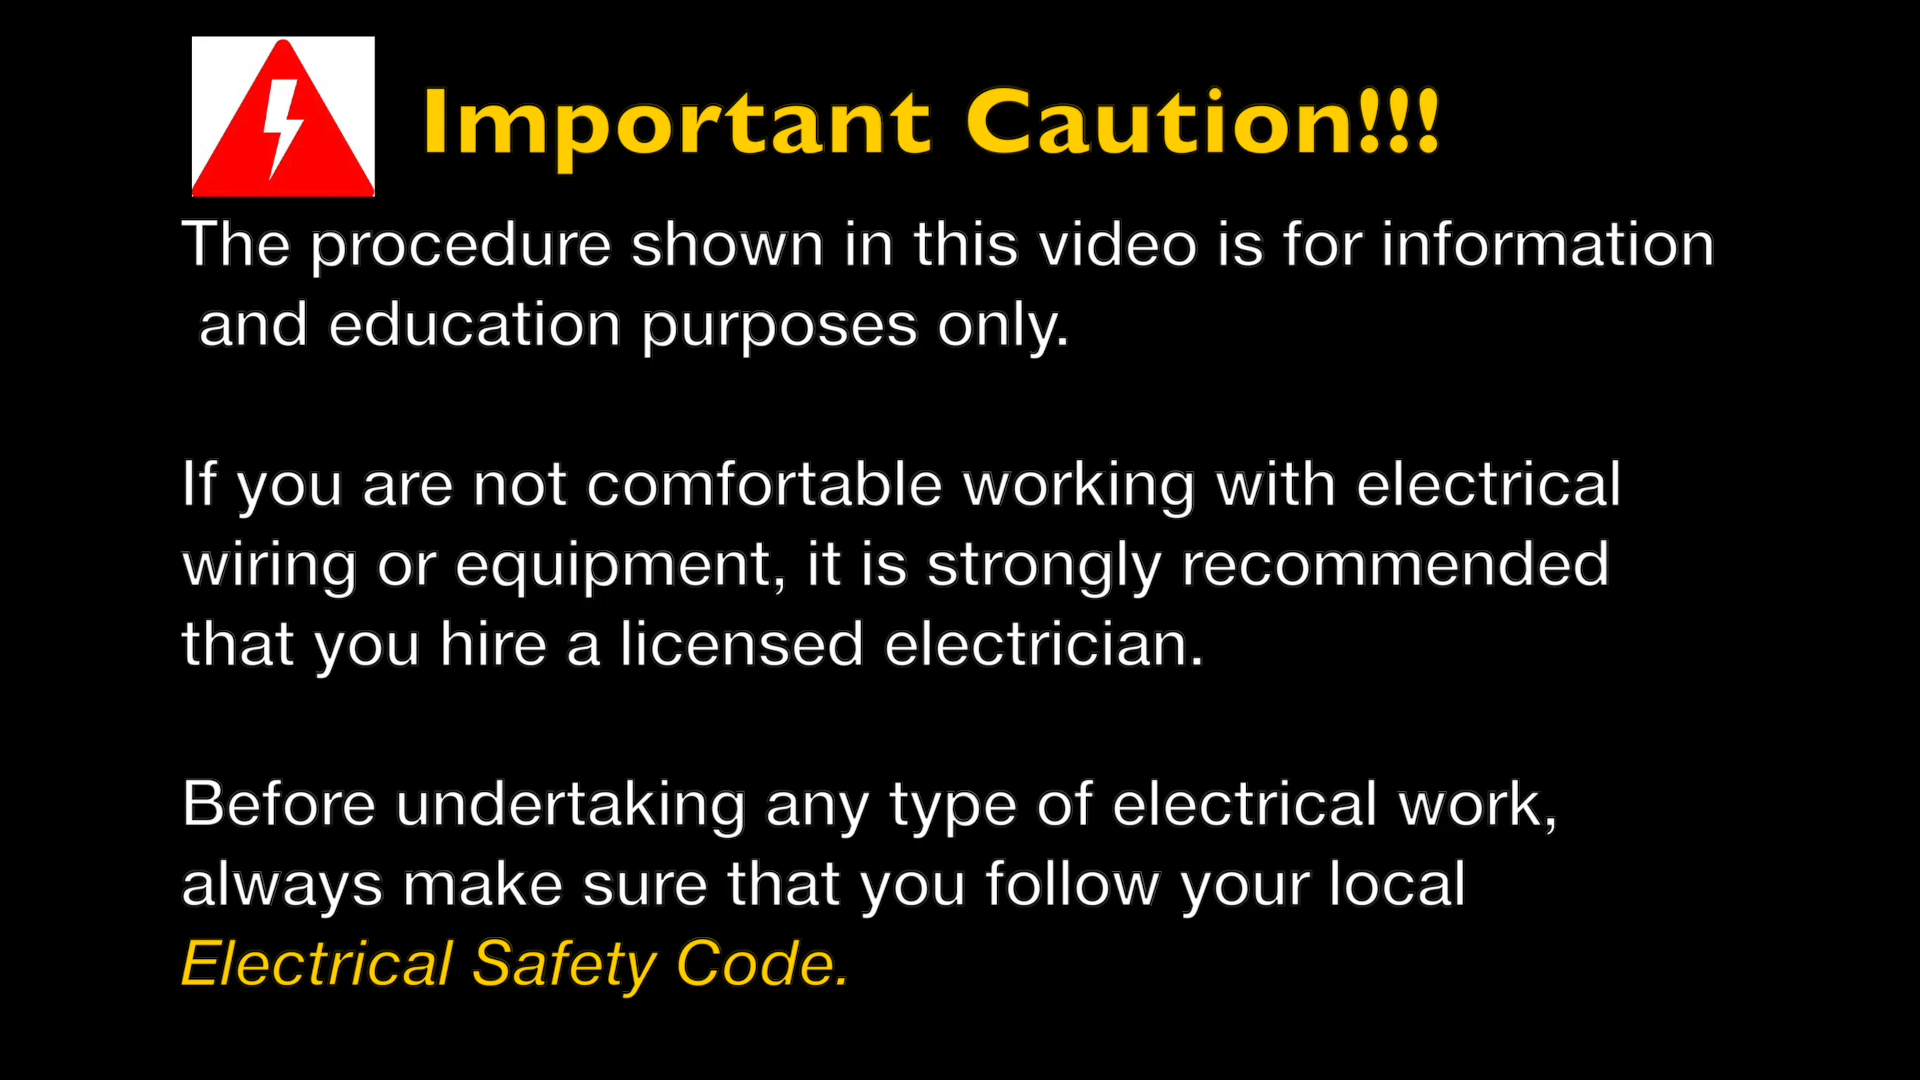 Important Caution!!!
The procedure shown in this video is for information
and education purposes only.
If you are not comfortable working with electrical
wiring or equipment, it is strongly recommended
that you hire a licensed electrician.
Before undertaking any type of electrical work,
always make sure that you follow your local
Electrical Safety Code.